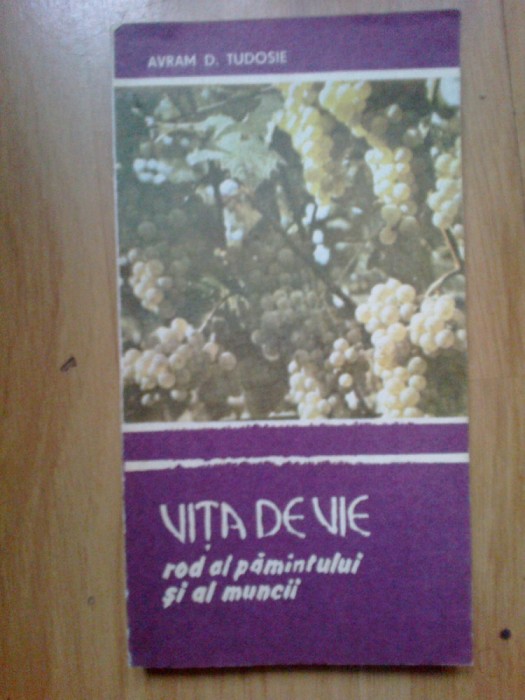 AVRAM D. TUDOSIE
VIȚA DE VIE
rod al pămîntului
și al muncii